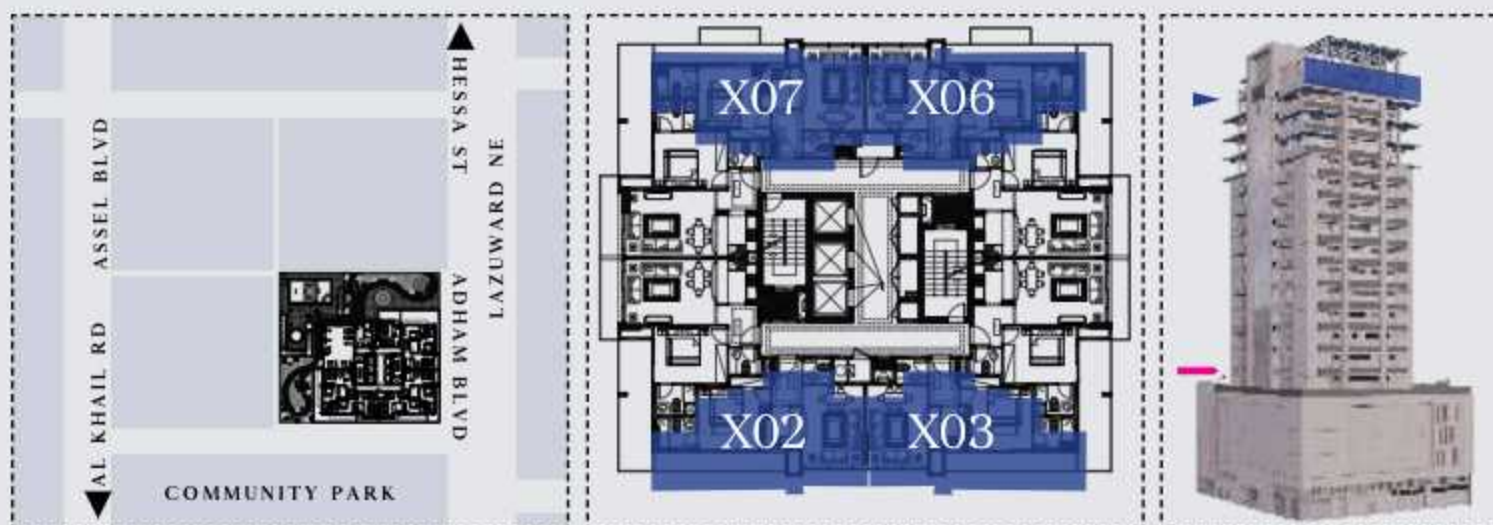 ASSEL BLVD
AL KHAIL RD
HESSA ST
ADHAM BLVD
LAZUWARD NE
COMMUNITY PARK
X07
X06
X02
X03